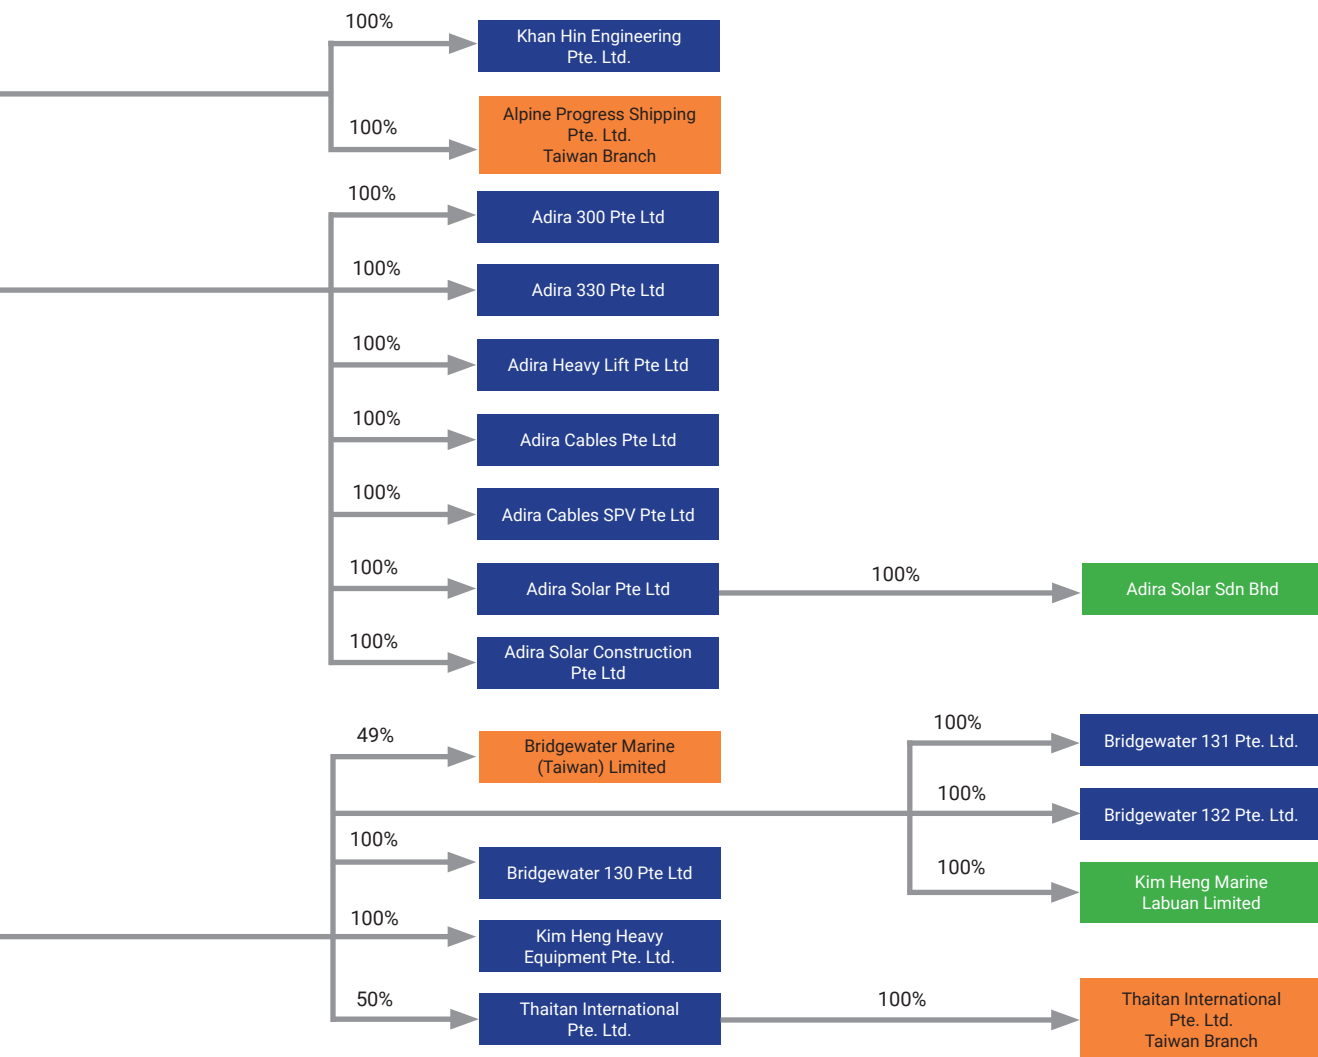 100%
Khan Hin Engineering
Pte. Ltd.
100%
Alpine Progress Shipping
Pte. Ltd.
Taiwan Branch
100%
Adira 300 Pte Ltd
100%
Adira 330 Pte Ltd
100%
Adira Heavy Lift Pte Ltd
100%
Adira Cables Pte Ltd
100%
Adira Cables SPV Pte Ltd
100%
Adira Solar Pte Ltd
100%
Adira Solar Sdn Bhd
100%
Adira Solar Construction
Pte Ltd
49%
Bridgewater Marine
(Taiwan) Limited
100%
Bridgewater 131 Pte. Ltd.
100%
Bridgewater 132 Pte. Ltd.
100%
Kim Heng Marine
Labuan Limited
100%
Bridgewater 130 Pte Ltd
100%
Kim Heng Heavy
Equipment Pte. Ltd.
50%
Thaitan International
Pte. Ltd.
100%
Thaitan International
Pte. Ltd.
Taiwan Branch